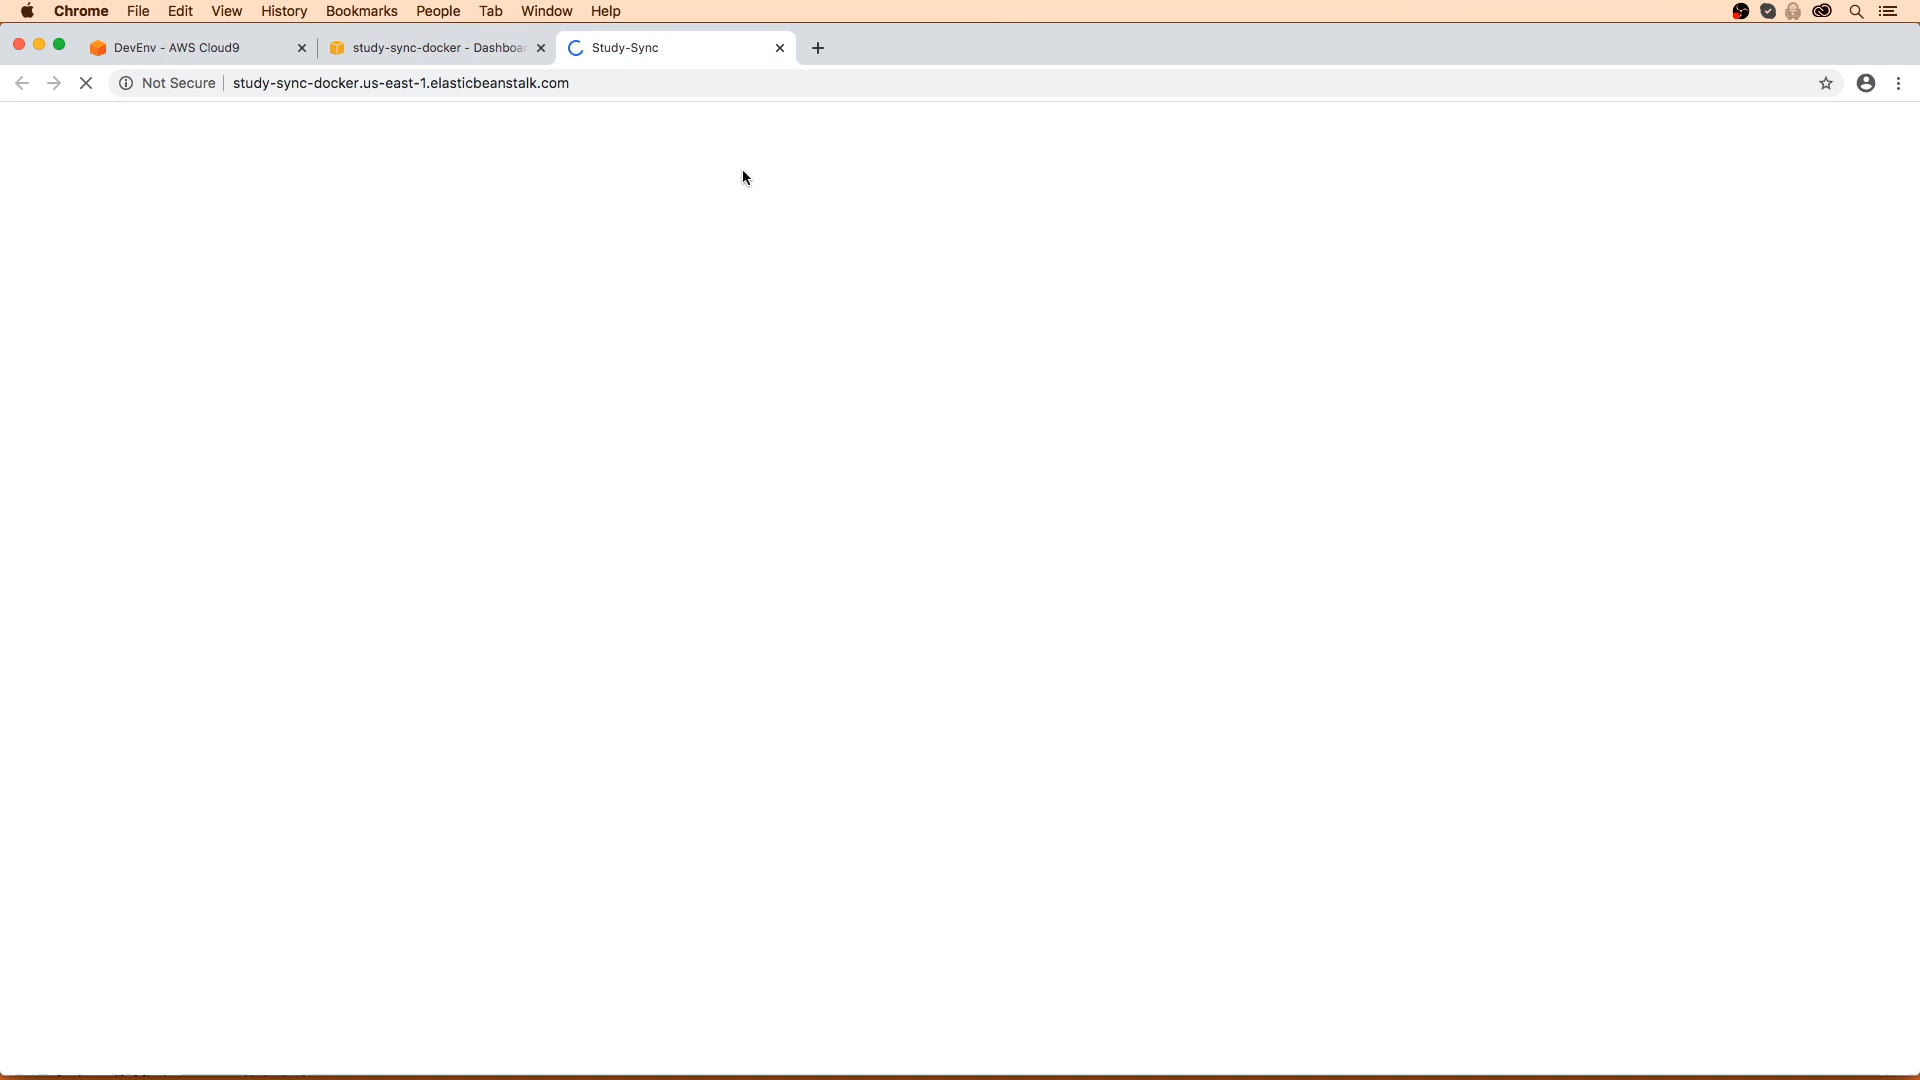 Chrome File Edit View History Bookmarks People Tab Window Help
DevEnv - AWS Cloud9 study-sync-docker - Dashboar Study-Sync
Not Secure study-sync-docker.us-east-1.elasticbeanstalk.com